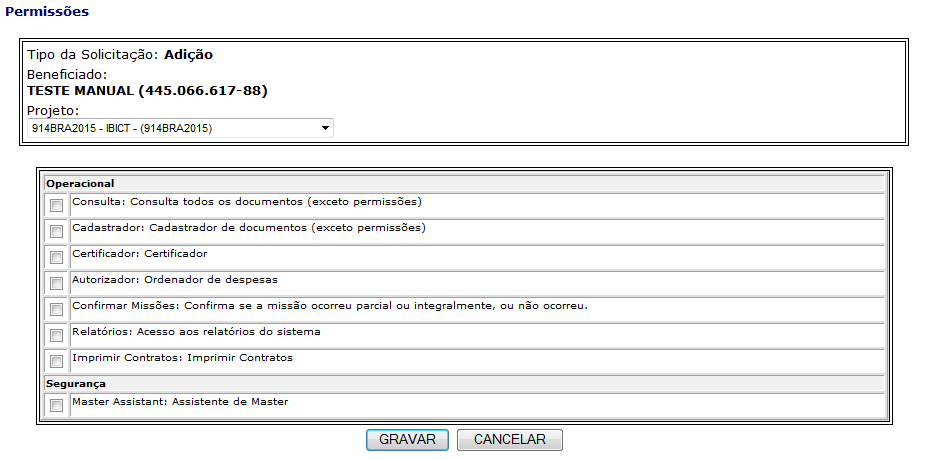 Permissões
Tipo da Solicitação: Adição
Beneficiado:
TESTE MANUAL (445.066.617-88)
Projeto:
914BRA2015 - IBICT - (914BRA2015)
Operacional
Consulta: Consulta todos os documentos (exceto permissões)
Cadastrador: Cadastrador de documentos (exceto permissões)
Certificador: Certificador
Autorizador: Ordenador de despesas
Confirmar Missões: Confirma se a missão ocorreu parcial ou integralmente, ou não ocorreu.
Relatórios: Acesso aos relatórios do sistema
Imprimir Contratos: Imprimir Contratos
Segurança
Master Assistant: Assistente de Master
GRAVAR CANCELAR